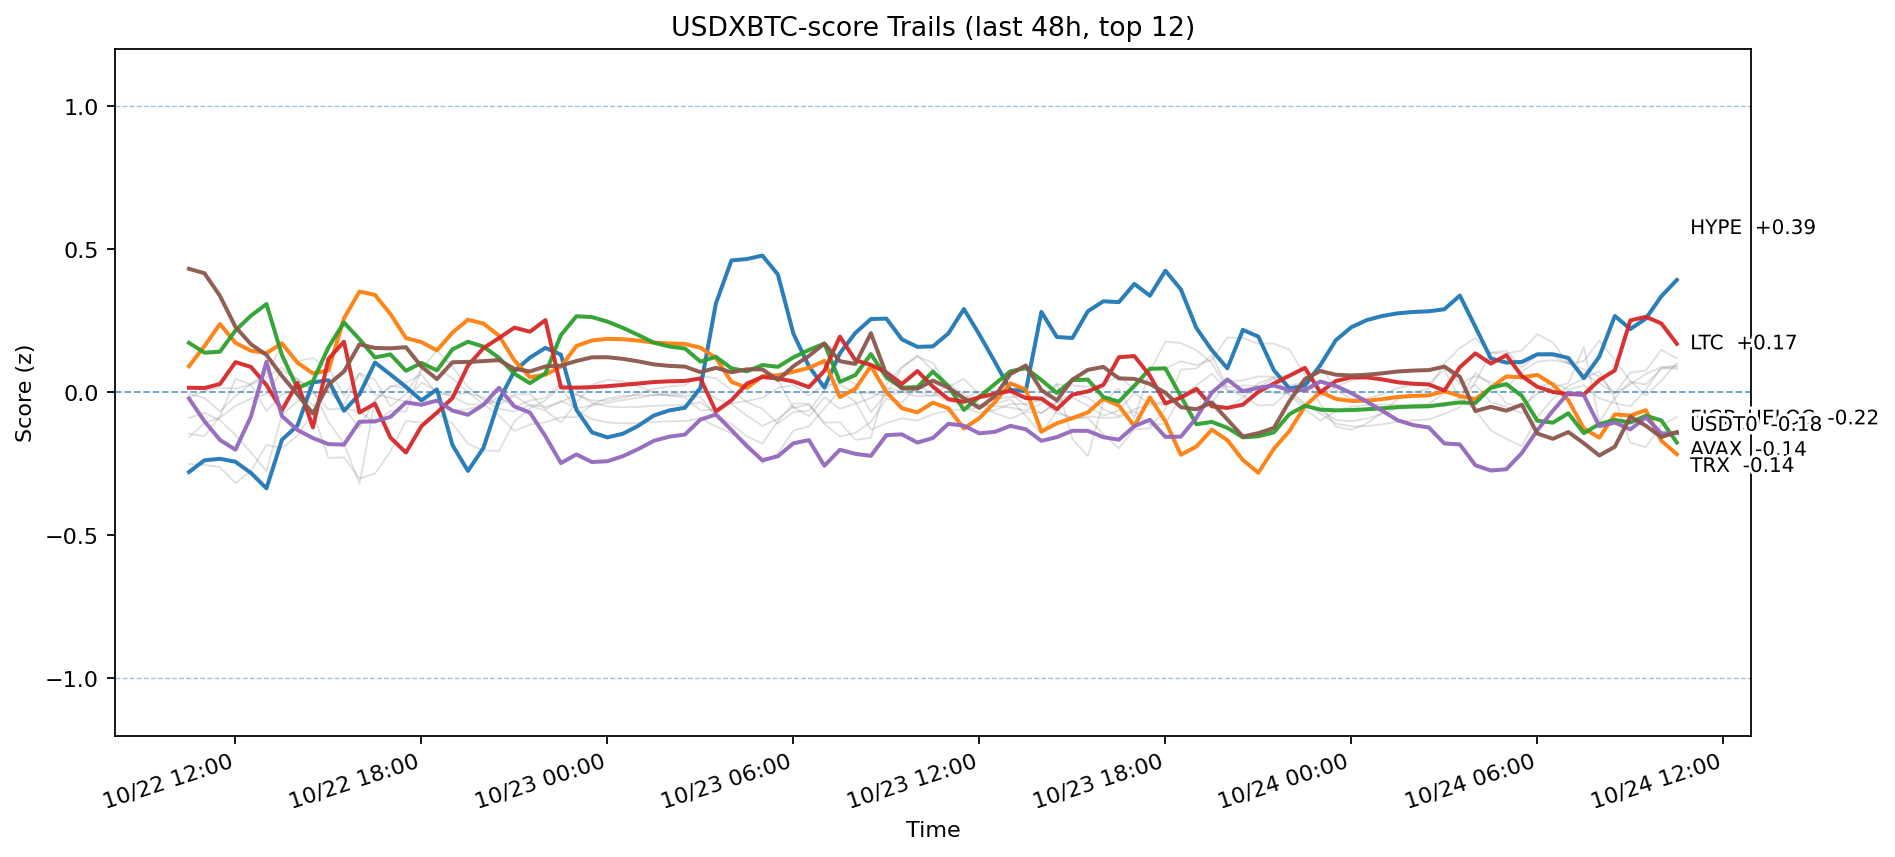 USDXBTC-score Trails (last 48h, top 12)
Score (z)
1.0
0.5
0.0
−0.5
−1.0
HYPE +0.39
LTC +0.17
-0.22
USDT0 -0.18
AVAX -0.14
TRX -0.14
10/22 12:00
10/22 18:00
10/23 00:00
10/23 06:00
10/23 12:00
10/23 18:00
10/24 00:00
10/24 06:00
10/24 12:00
Time